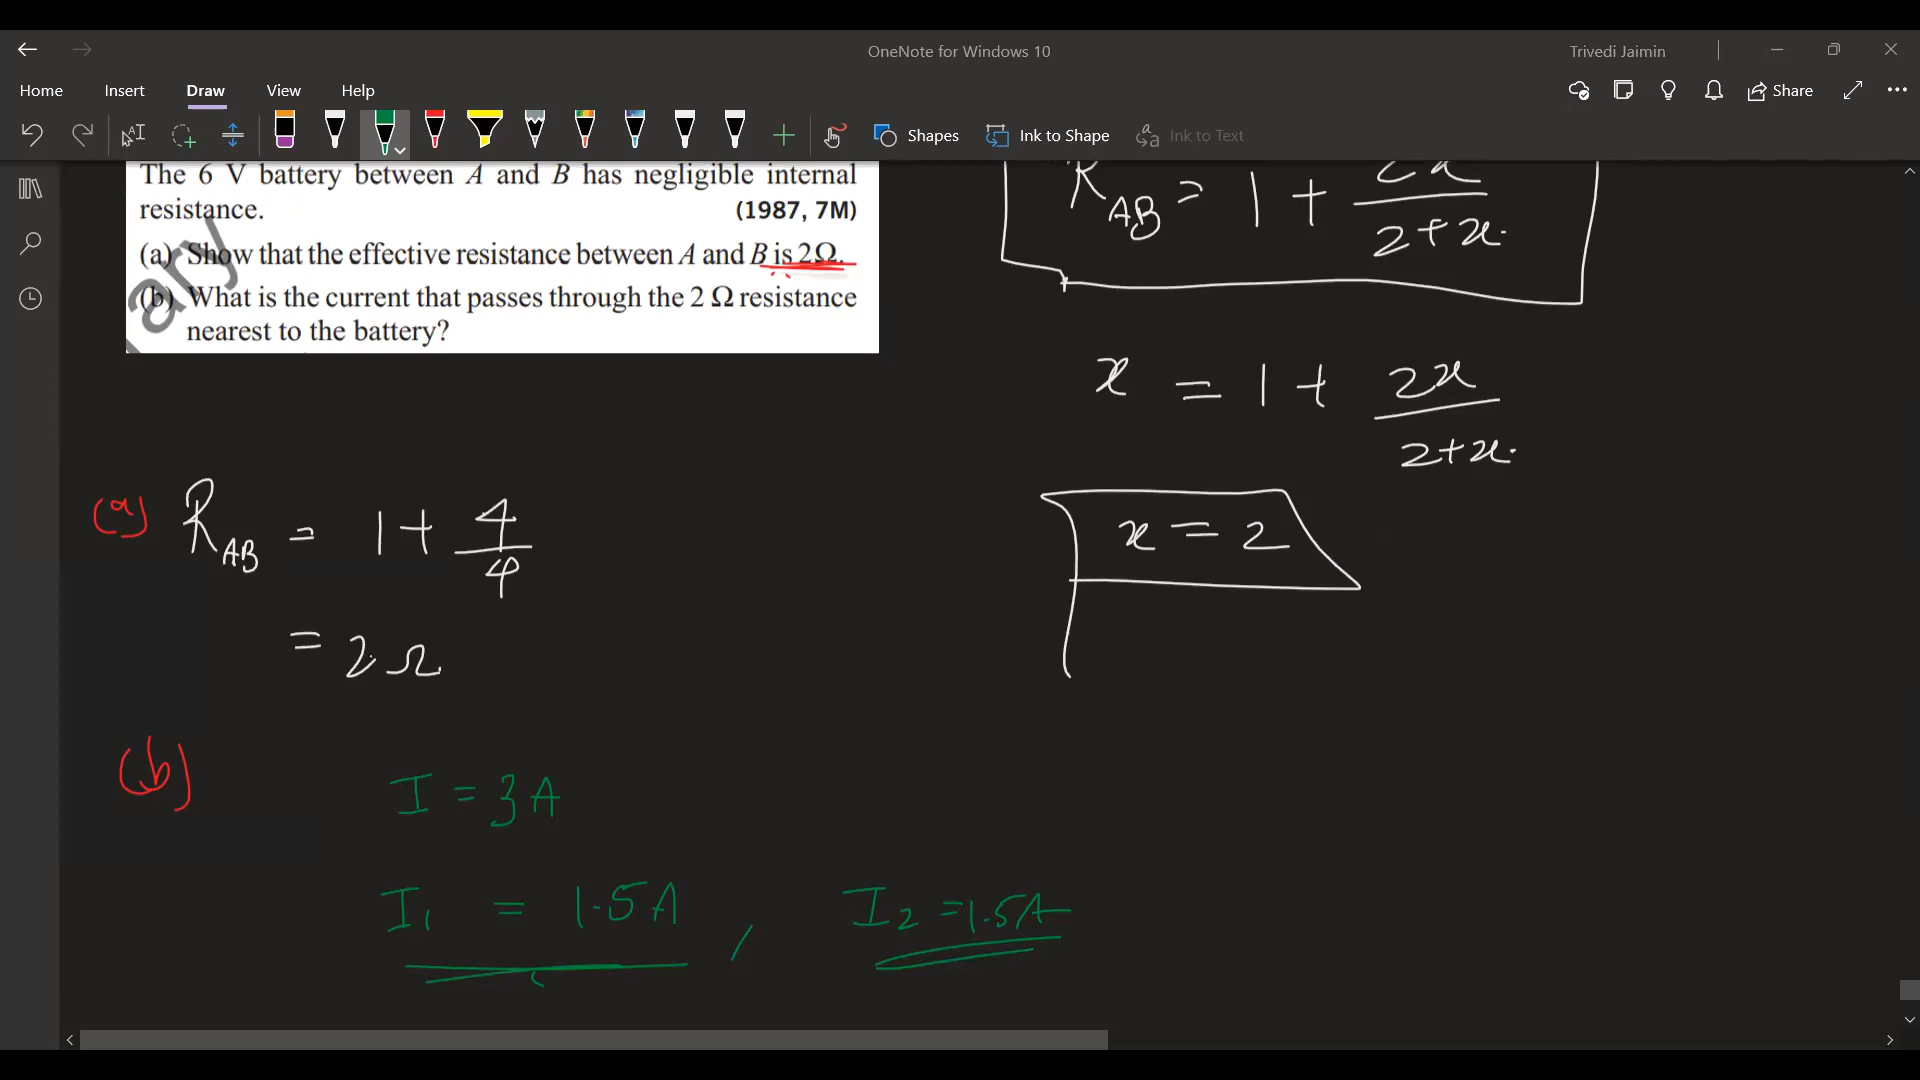 OneNote for Windows 10
Trivedi Jaimin
Home Insert Draw View Help
Share
Shapes Ink to Shape Ink to Text
The 6 V battery between A and B has negligible internal
resistance. (1987, 7M)
(a) Show that the effective resistance between A and B is 2Ω.
(b) What is the current that passes through the 2 Ω resistance
nearest to the battery?
ary
R_AB = 1 + 2x/(2+x)
x = 1 + 2x/(2+x)
x = 2
(a) R_AB = 1 + 4/4
= 2Ω
(b)
I = 3A
I₁ = 1.5A , I₂ = 1.5A